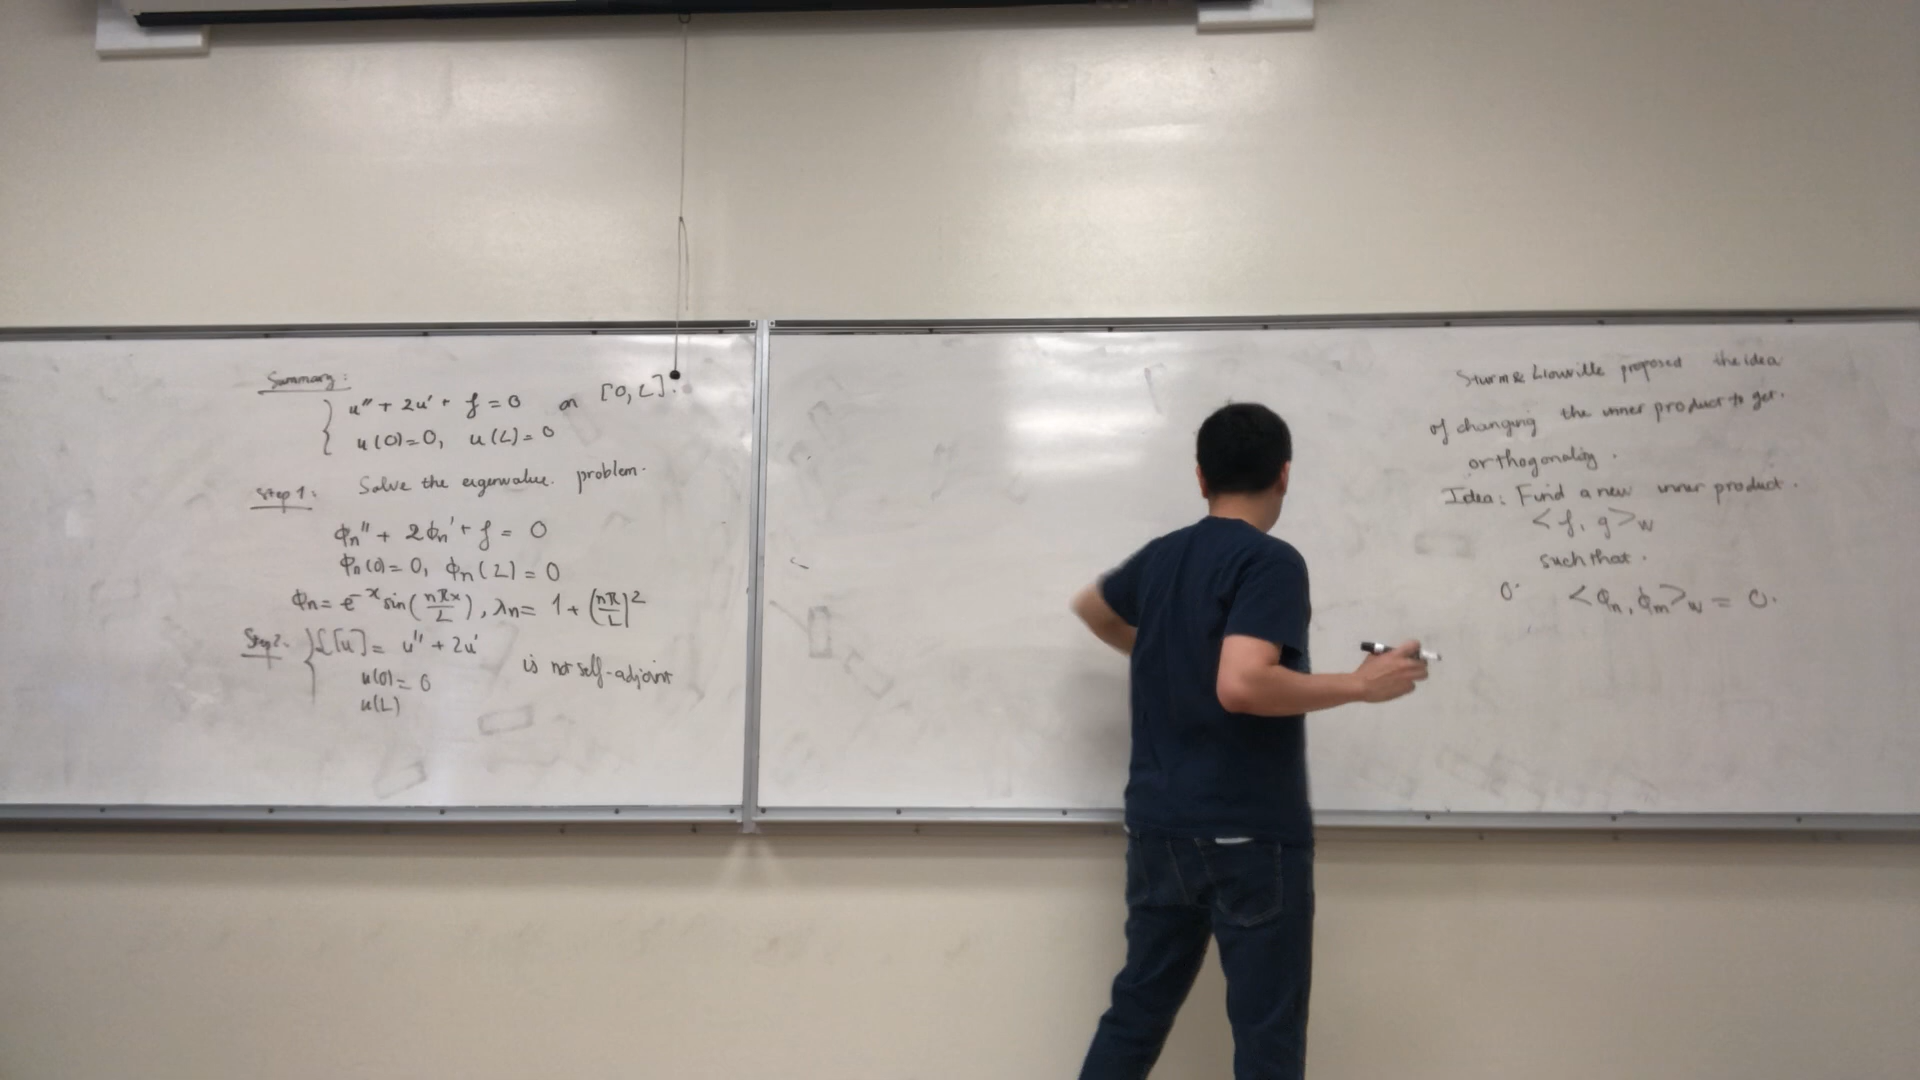 Summary:
u'' + 2u' + f = 0 on [0, L].
u(0) = 0, u(L) = 0
Step 1: Solve the eigenvalue problem.
ϕn'' + 2ϕn' + f = 0
ϕn(0) = 0, ϕn(L) = 0
ϕn = e^-x sin(nπx/L), λn = 1 + (nπ/L)^2
Step 2. L[u] = u'' + 2u'
u(0) = 0 is not self-adjoint
u(L)
Sturm & Liouville proposed the idea
of changing the inner product to get.
orthogonality.
Idea: Find a new inner product.
<f, g>w
such that.
0. <ϕn, ϕm>w = 0.